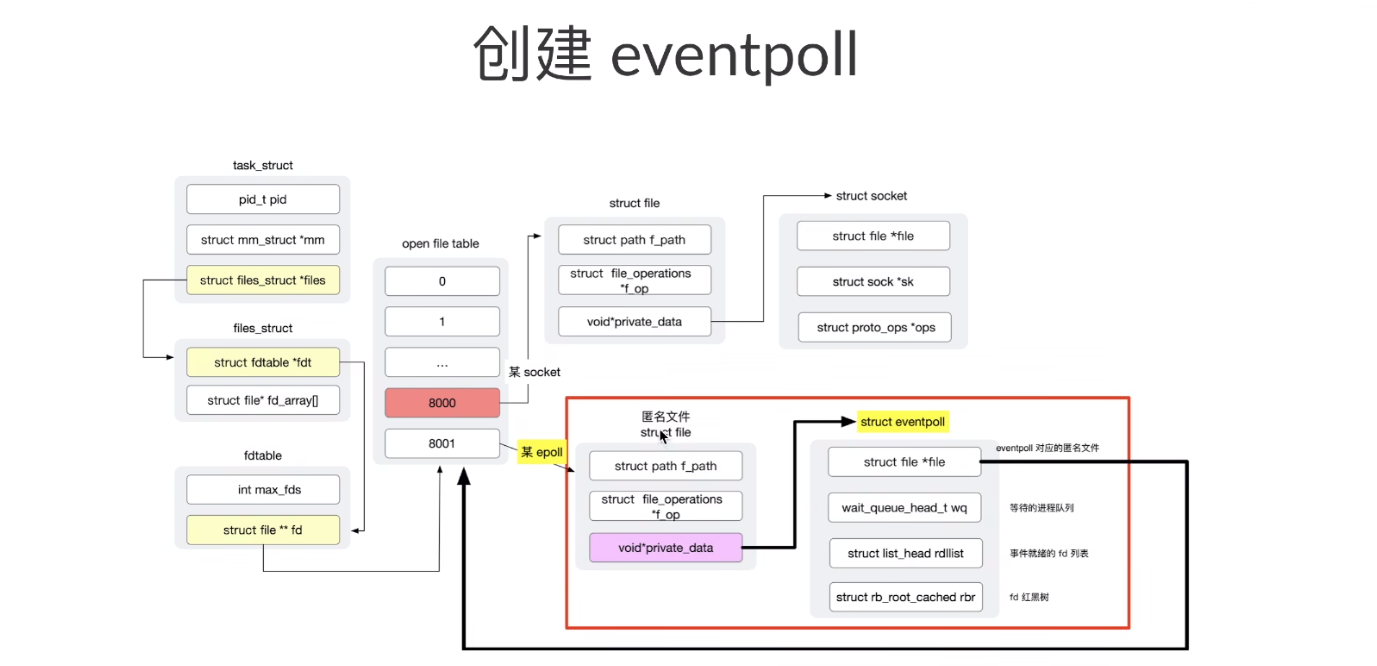 创建 eventpoll
task_struct
pid_t pid
struct mm_struct *mm
struct files_struct *files
files_struct
struct fdtable *fdt
struct file* fd_array[]
fdtable
int max_fds
struct file ** fd
open file table
0
1
...
8000
8001
某 socket
某 epoll
struct file
struct path f_path
struct file_operations
*f_op
void*private_data
struct socket
struct file *file
struct sock *sk
struct proto_ops *ops
匿名文件
struct file
struct path f_path
struct file_operations
*f_op
void*private_data
struct eventpoll
struct file *file
eventpoll 对应的匿名文件
wait_queue_head_t wq
等待的进程队列
struct list_head rdllist
事件就绪的 fd 列表
struct rb_root_cached rbr
fd 红黑树